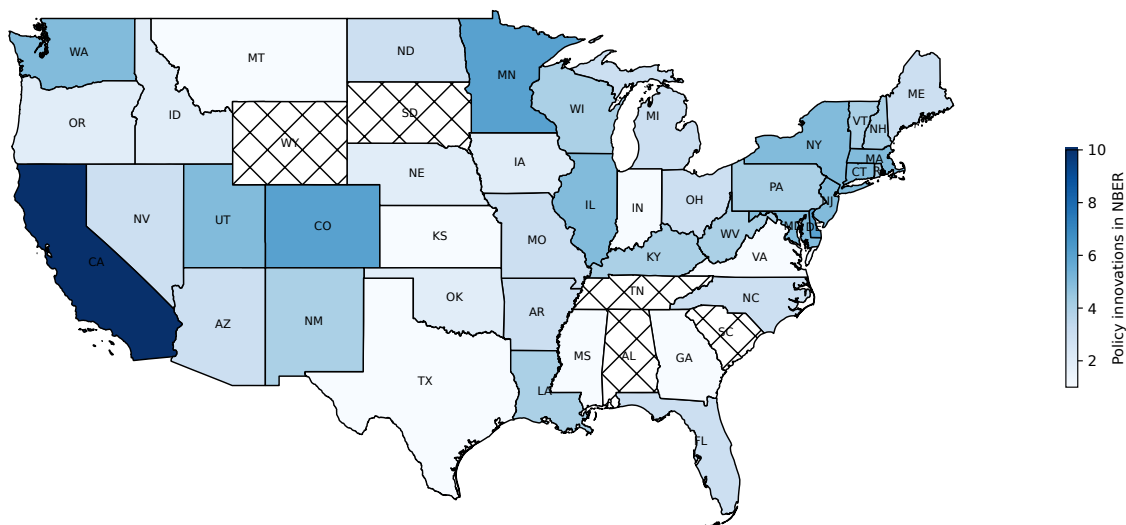 WA
MT
ND
MN
OR
ID
WY
SD
WI
MI
ME
VT
NH
NY
MA
CT
R
NV
UT
CO
NE
IA
IL
IN
OH
PA
NJ
MD
DE
CA
KS
MO
KY
WV
VA
AZ
NM
OK
AR
TN
NC
SC
TX
LA
MS
AL
GA
FL
10
8
6
4
2
Policy innovations in NBER